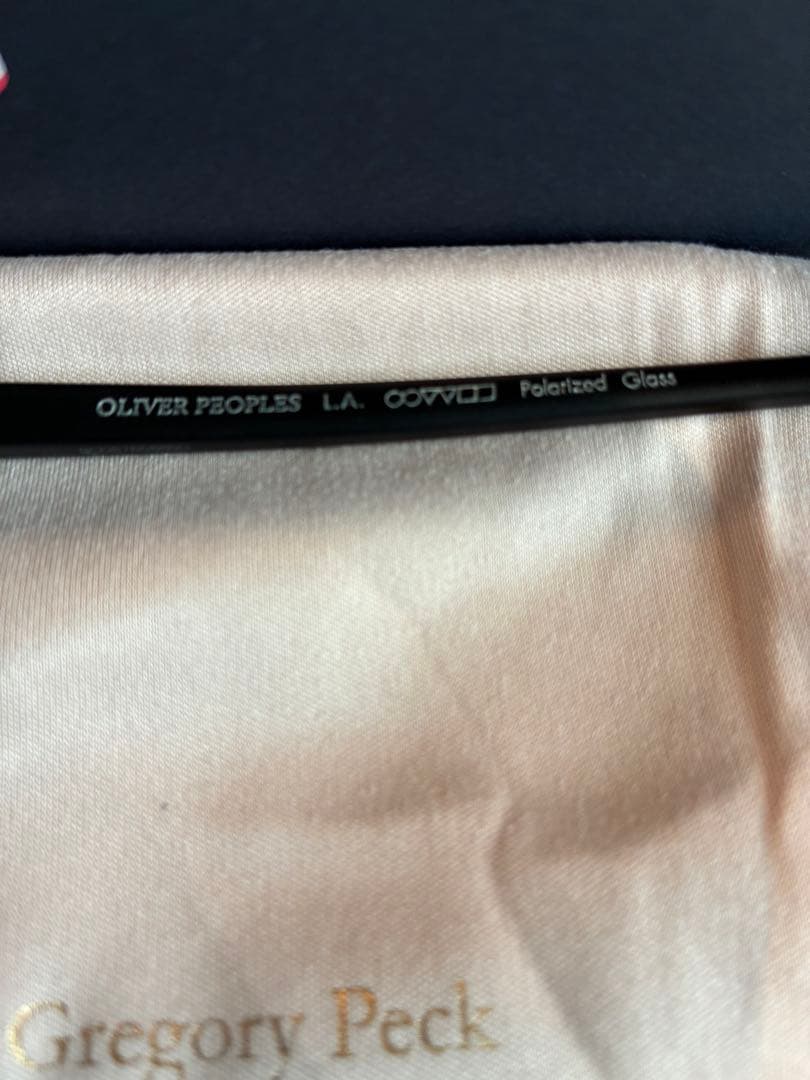 OLIVER PEOPLES L.A. Polarized Glass
Gregory Peck